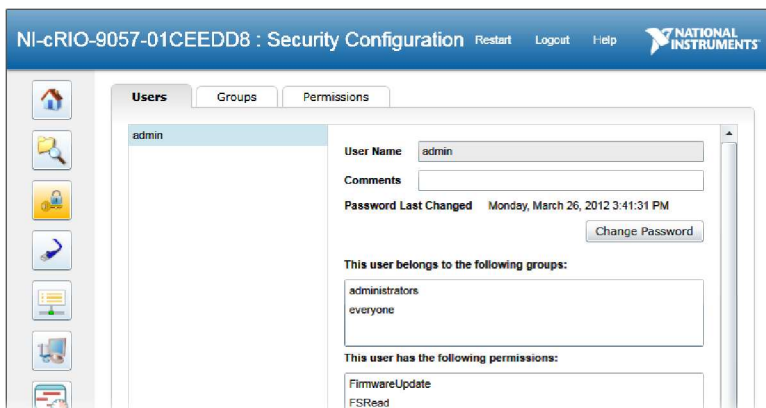 NI-cRIO-9057-01CEEDD8 : Security Configuration Restart Logout Help NATIONAL INSTRUMENTS™
Users Groups Permissions
admin
User Name admin
Comments
Password Last Changed Monday, March 26, 2012 3:41:31 PM
Change Password
This user belongs to the following groups:
administrators
everyone
This user has the following permissions:
FirmwareUpdate
FSRead